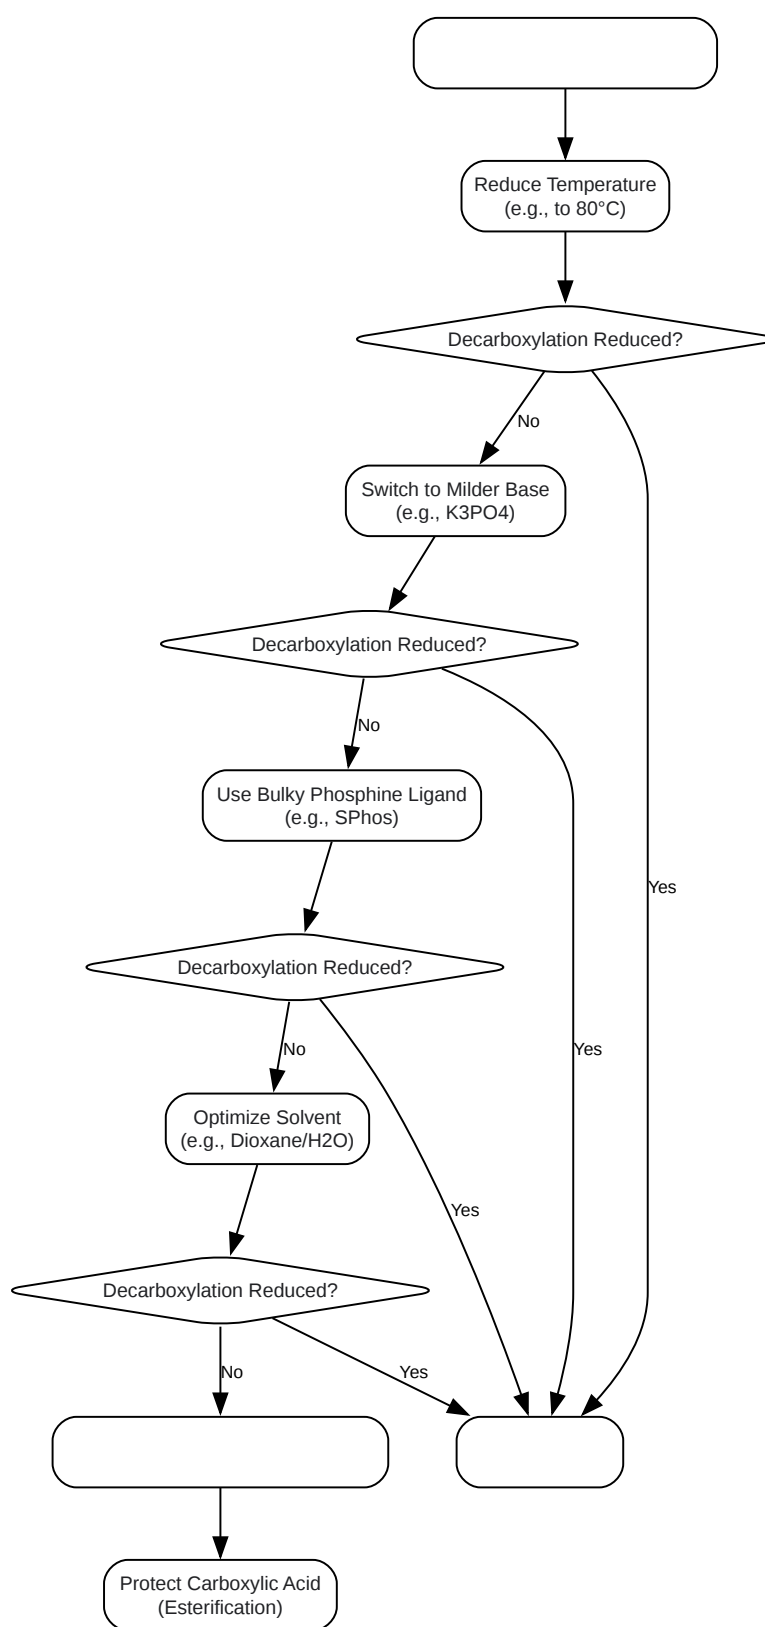 Reduce Temperature
(e.g., to 80°C)
Decarboxylation Reduced?
No
Switch to Milder Base
(e.g., K3PO4)
Decarboxylation Reduced?
No
Use Bulky Phosphine Ligand
(e.g., SPhos)
Yes
Decarboxylation Reduced?
No
Yes
Optimize Solvent
(e.g., Dioxane/H2O)
Yes
Decarboxylation Reduced?
No
Yes
Protect Carboxylic Acid
(Esterification)